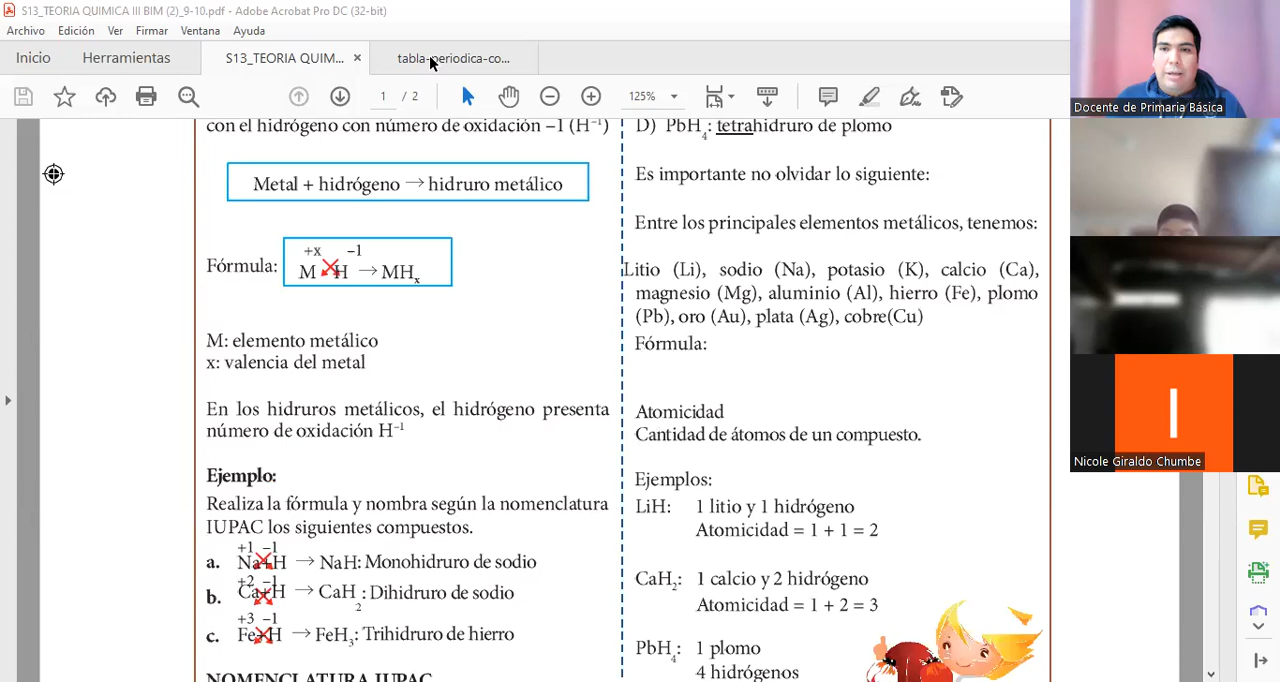 S13_TEORIA QUIMICA III BIM (2)_9-10.pdf - Adobe Acrobat Pro DC (32-bit)
Archivo Edición Ver Firmar Ventana Ayuda
Inicio Herramientas S13_TEORIA QUIM... × tabla-periodica-co...
1 / 2 125%
con el hidrógeno con número de oxidación –1 (H⁻¹)
Metal + hidrógeno → hidruro metálico
Fórmula:
+x –1
M H → MHₓ
M: elemento metálico
x: valencia del metal
En los hidruros metálicos, el hidrógeno presenta
número de oxidación H⁻¹
Ejemplo:
Realiza la fórmula y nombra según la nomenclatura
IUPAC los siguientes compuestos.
+1 –1
a. Na+H → NaH: Monohidruro de sodio
+2 –1
b. Ca+H → CaH₂ : Dihidruro de sodio
+3 –1
c. Fe+H → FeH₃: Trihidruro de hierro
NOMENCLATURA IUPAC
D) PbH₄: tetrahidruro de plomo
Es importante no olvidar lo siguiente:
Entre los principales elementos metálicos, tenemos:
Litio (Li), sodio (Na), potasio (K), calcio (Ca),
magnesio (Mg), aluminio (Al), hierro (Fe), plomo
(Pb), oro (Au), plata (Ag), cobre(Cu)
Fórmula:
Atomicidad
Cantidad de átomos de un compuesto.
Ejemplos:
LiH: 1 litio y 1 hidrógeno
Atomicidad = 1 + 1 = 2
CaH₂: 1 calcio y 2 hidrógeno
Atomicidad = 1 + 2 = 3
PbH₄: 1 plomo
4 hidrógenos
Docente de Primaria Básica
I
Nicole Giraldo Chumbe